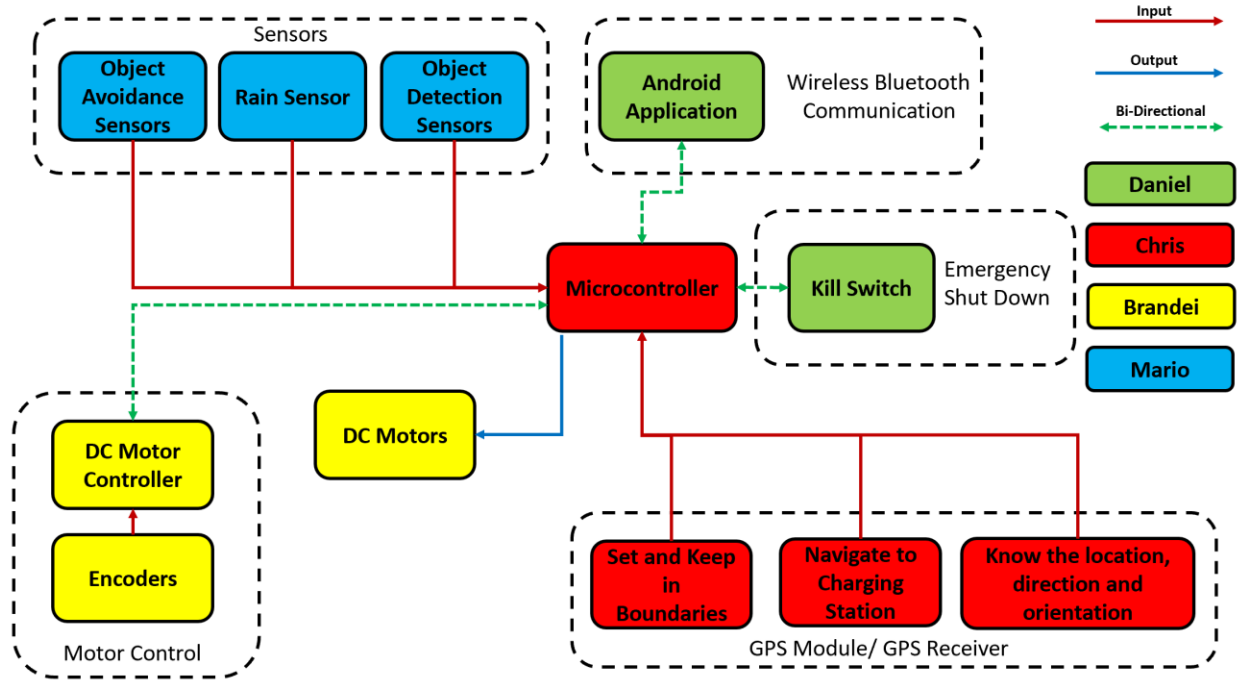 Sensors
Object
Avoidance
Sensors
Rain Sensor
Object
Detection
Sensors
Android
Application
Wireless Bluetooth
Communication
Input
Output
Bi-Directional
Daniel
Chris
Brandei
Mario
Microcontroller
Kill Switch
Emergency
Shut Down
DC Motor
Controller
Encoders
Motor Control
DC Motors
Set and Keep
in
Boundaries
Navigate to
Charging
Station
Know the location,
direction and
orientation
GPS Module/ GPS Receiver